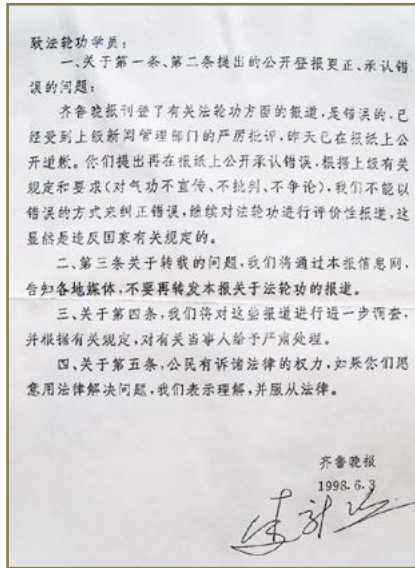 致法轮功学员：
一、关于第一条、第二条提出的公开登报更正、承认错
误的问题：
齐鲁晚报刊登了有关法轮功方面的报道，是错误的，已
经受到上级新闻管理部门的严厉批评，昨天已在报纸上公
开道歉。你们提出再在报纸上公开承认错误，根据上级有关
规定和要求（对气功不宣传、不批判、不争论），我们不能以
错误的方式来纠正错误，继续对法轮功进行评价性报道，这
显然是违反国家有关规定的。
二、第三条关于转载的问题，我们将通过本报信息网，
告知各地媒体，不要再转发本报关于法轮功的报道。
三、关于第四条，我们将对这些报道进行进一步调查，
并根据有关规定，对有关当事人给予严肃处理。
四、关于第五条，公民有诉诸法律的权力，如果你们愿
意用法律解决问题，我们表示理解，并服从法律。
齐鲁晚报
1998.6.3